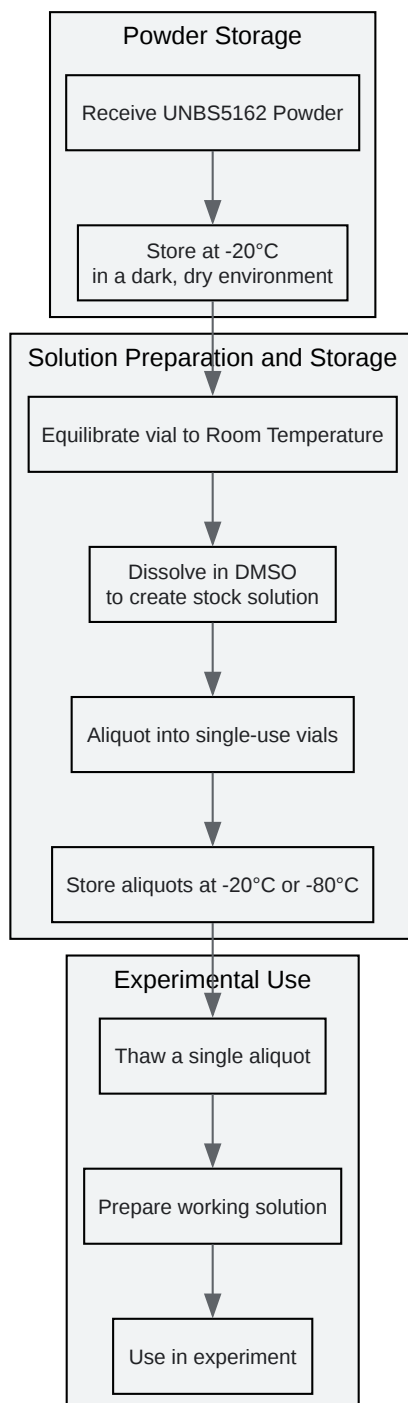 Powder Storage
Receive UNBS5162 Powder
Store at -20°C
in a dark, dry environment
Solution Preparation and Storage
Equilibrate vial to Room Temperature
Dissolve in DMSO
to create stock solution
Aliquot into single-use vials
Store aliquots at -20°C or -80°C
Experimental Use
Thaw a single aliquot
Prepare working solution
Use in experiment